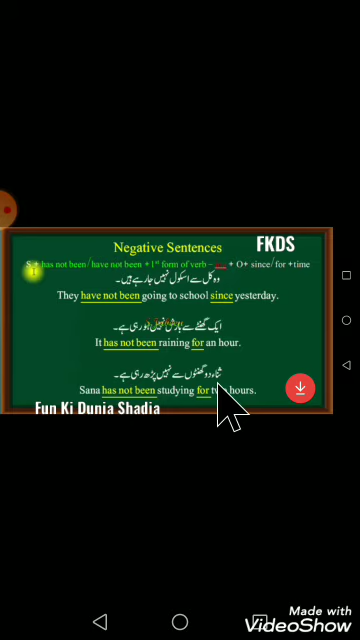 Negative Sentences
FKDS
S + has not been/have not been + 1st form of verb + O+ since/for +time
وہ کل سے اسکول نہیں جا رہے ہیں۔
They have not been going to school since yesterday.
ایک گھنٹے سے بارش نہیں ہو رہی ہے۔
It has not been raining for an hour.
ثناء دو گھنٹوں سے نہیں پڑھ رہی ہے۔
Sana has not been studying for two hours.
Fun Ki Dunia Shadia
Made with
VideoShow